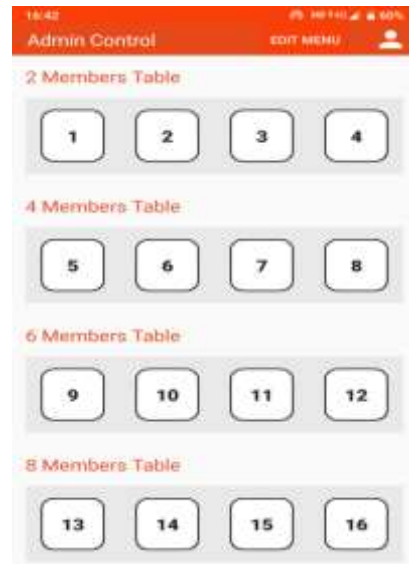 16:42 60%
Admin Control EDIT MENU
2 Members Table
1 2 3 4
4 Members Table
5 6 7 8
6 Members Table
9 10 11 12
8 Members Table
13 14 15 16